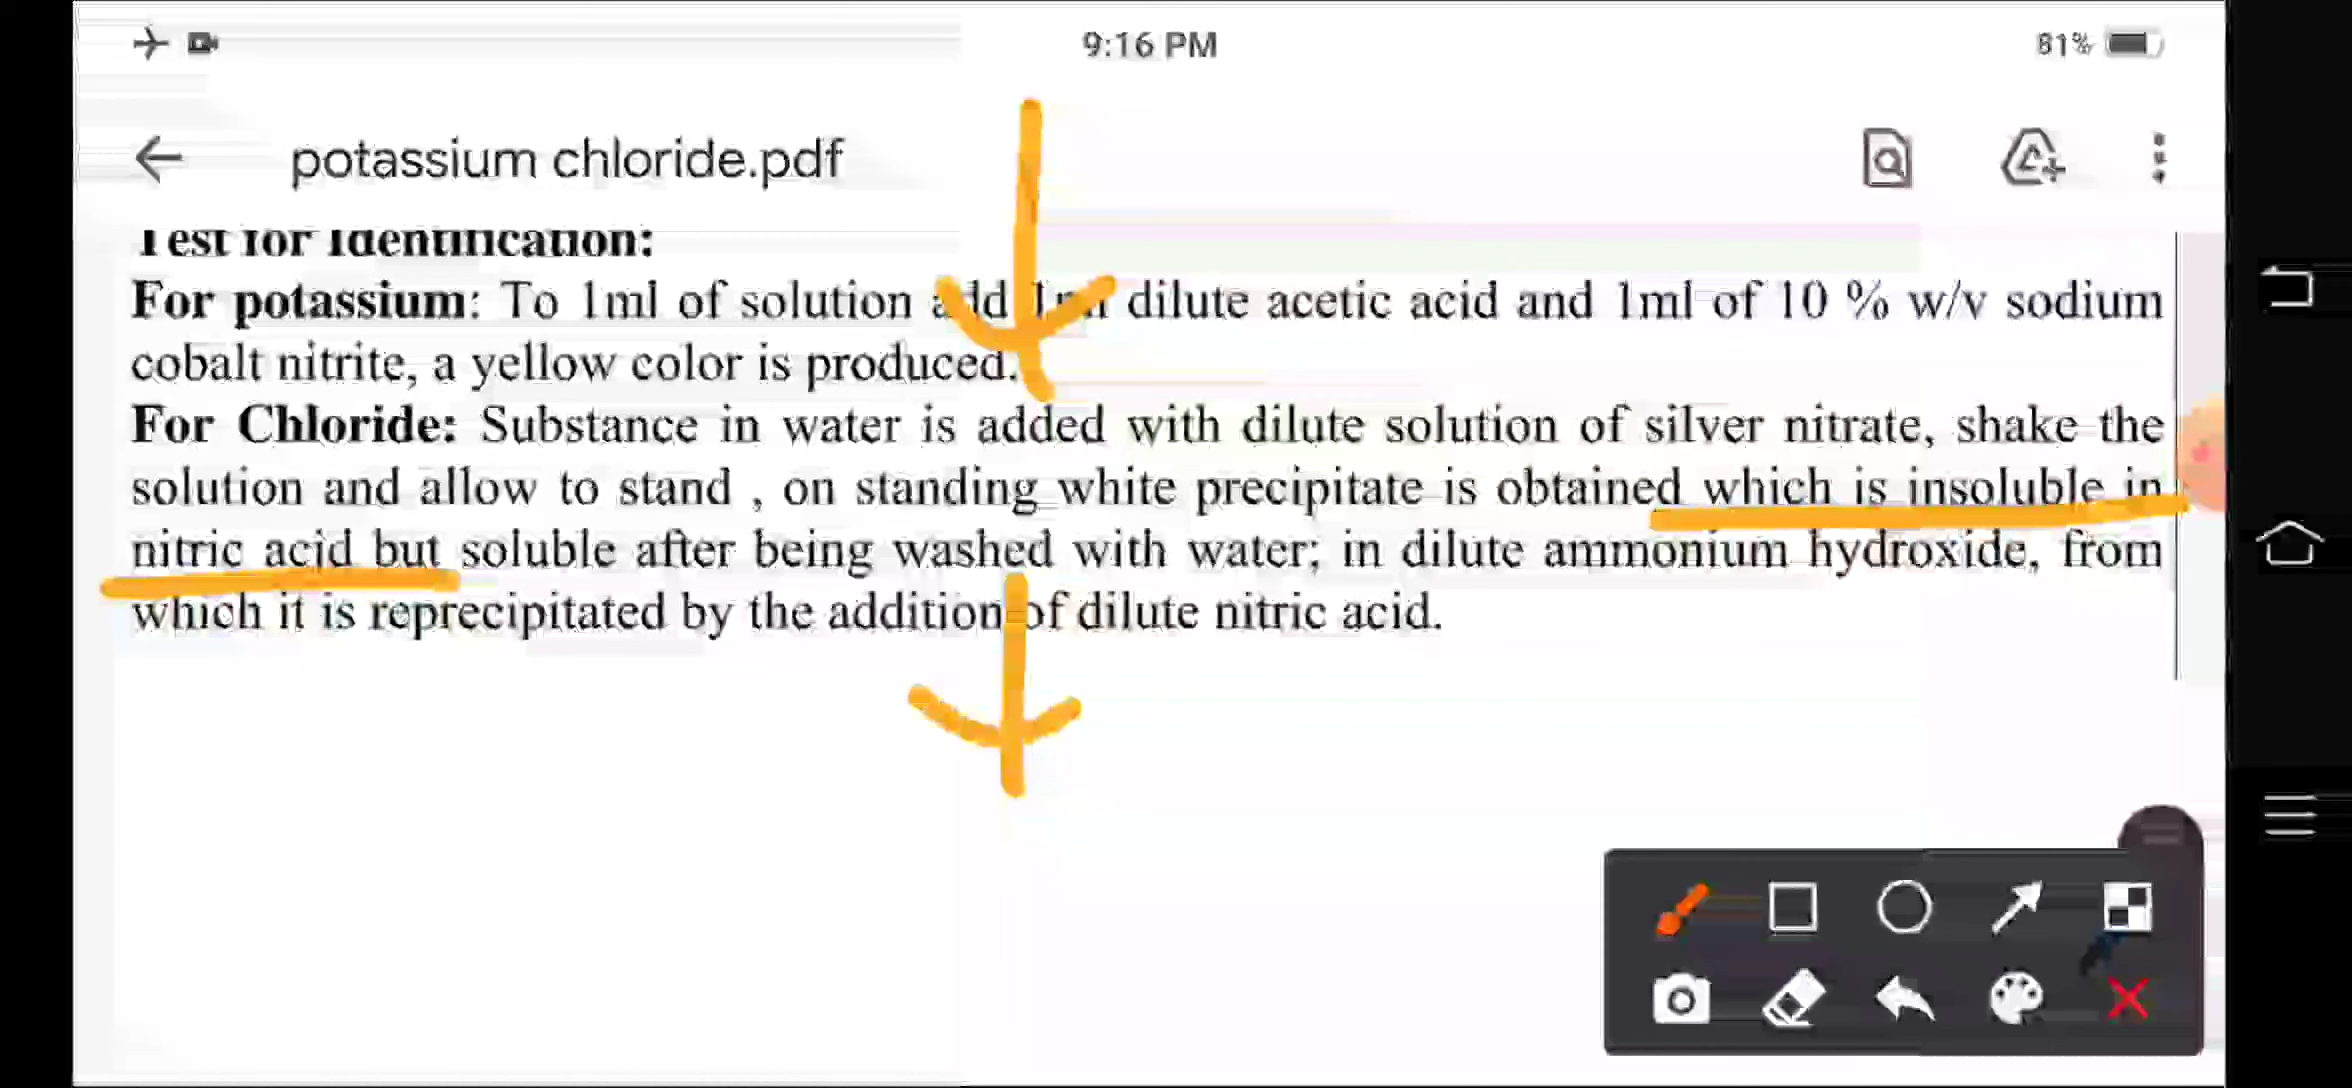 9:16 PM
81%
potassium chloride.pdf
Test for Identification:
For potassium: To 1ml of solution add 1ml dilute acetic acid and 1ml of 10 % w/v sodium
cobalt nitrite, a yellow color is produced.
For Chloride: Substance in water is added with dilute solution of silver nitrate, shake the
solution and allow to stand , on standing white precipitate is obtained which is insoluble in
nitric acid but soluble after being washed with water; in dilute ammonium hydroxide, from
which it is reprecipitated by the addition of dilute nitric acid.